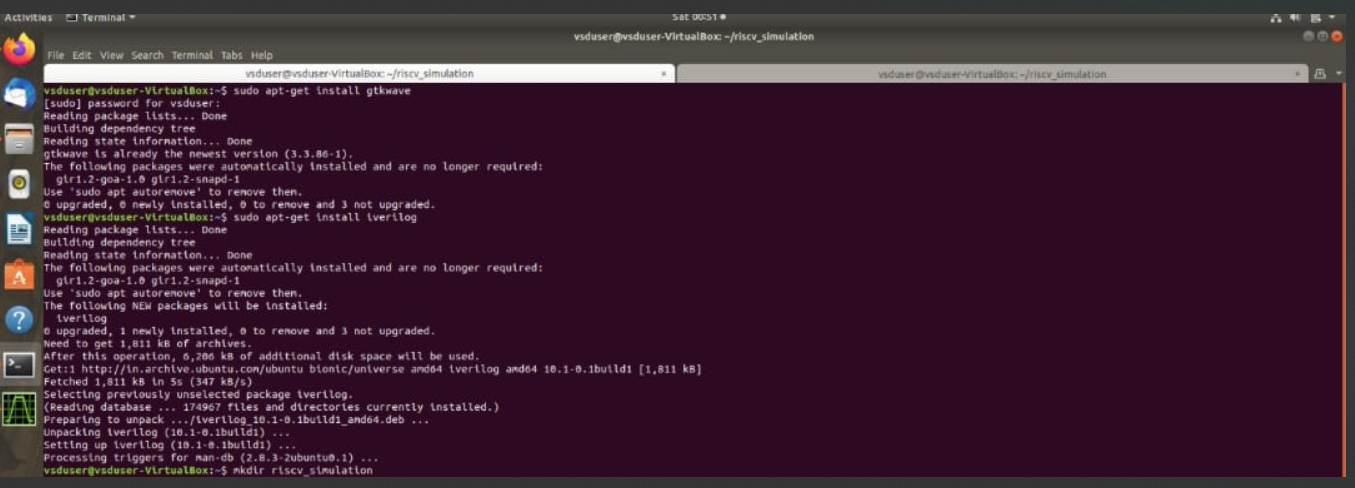 Activities Terminal Sat 00:51
vsduser@vsduser-VirtualBox: ~/riscv_simulation
File Edit View Search Terminal Tabs Help
vsduser@vsduser-VirtualBox: ~/riscv_simulation × vsduser@vsduser-VirtualBox: ~/riscv_simulation ×
vsduser@vsduser-VirtualBox:~$ sudo apt-get install gtkwave
[sudo] password for vsduser:
Reading package lists... Done
Building dependency tree
Reading state information... Done
gtkwave is already the newest version (3.3.86-1).
The following packages were automatically installed and are no longer required:
  gir1.2-goa-1.0 gir1.2-snapd-1
Use 'sudo apt autoremove' to remove them.
0 upgraded, 0 newly installed, 0 to remove and 3 not upgraded.
vsduser@vsduser-VirtualBox:~$ sudo apt-get install iverilog
Reading package lists... Done
Building dependency tree
Reading state information... Done
The following packages were automatically installed and are no longer required:
  gir1.2-goa-1.0 gir1.2-snapd-1
Use 'sudo apt autoremove' to remove them.
The following NEW packages will be installed:
  iverilog
0 upgraded, 1 newly installed, 0 to remove and 3 not upgraded.
Need to get 1,811 kB of archives.
After this operation, 6,206 kB of additional disk space will be used.
Get:1 http://in.archive.ubuntu.com/ubuntu bionic/universe amd64 iverilog amd64 10.1-0.1build1 [1,811 kB]
Fetched 1,811 kB in 5s (347 kB/s)
Selecting previously unselected package iverilog.
(Reading database ... 174967 files and directories currently installed.)
Preparing to unpack .../iverilog_10.1-0.1build1_amd64.deb ...
Unpacking iverilog (10.1-0.1build1) ...
Setting up iverilog (10.1-0.1build1) ...
Processing triggers for man-db (2.8.3-2ubuntu0.1) ...
vsduser@vsduser-VirtualBox:~$ mkdir riscv_simulation